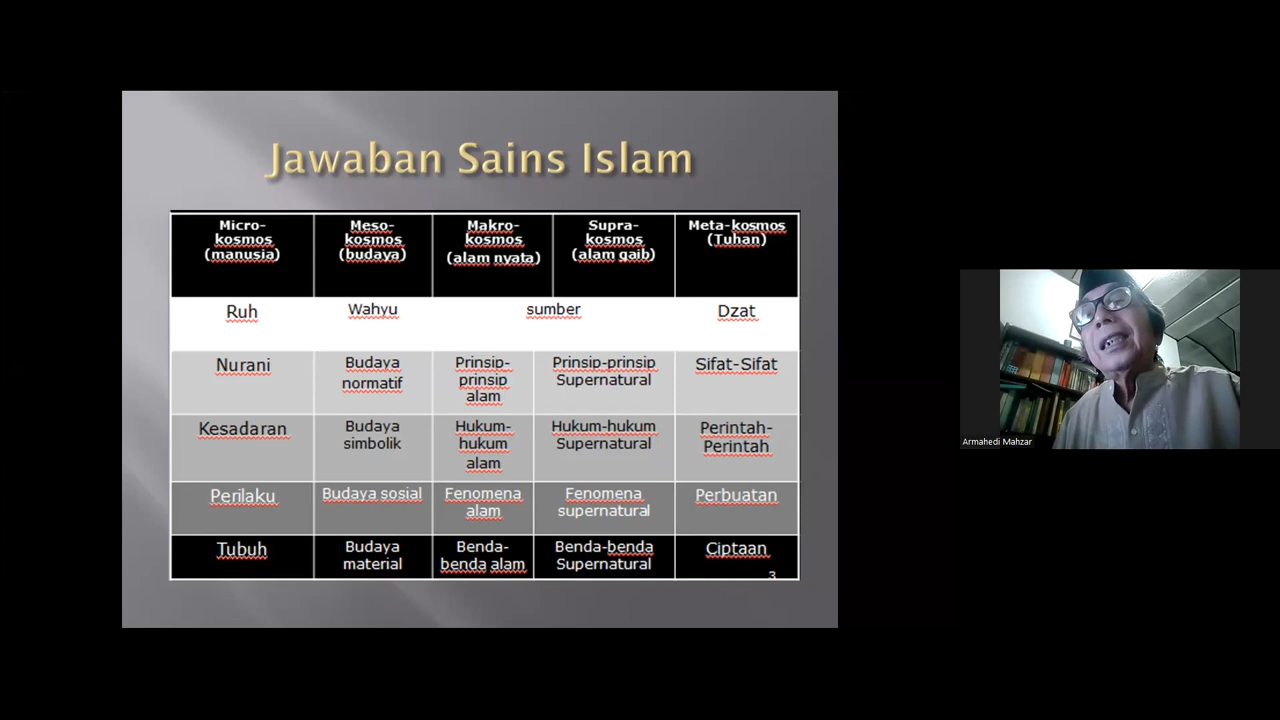 Jawaban Sains Islam
Micro-
kosmos
(manusia)
Meso-
kosmos
(budaya)
Makro-
kosmos
(alam nyata)
Supra-
kosmos
(alam gaib)
Meta-kosmos
(Tuhan)
Ruh
Wahyu
sumber
Dzat
Nurani
Budaya
normatif
Prinsip-
prinsip
alam
Prinsip-prinsip
Supernatural
Sifat-Sifat
Kesadaran
Budaya
simbolik
Hukum-
hukum
alam
Hukum-hukum
Supernatural
Perintah-
Perintah
Perilaku
Budaya sosial
Fenomena
alam
Fenomena
supernatural
Perbuatan
Tubuh
Budaya
material
Benda-
benda alam
Benda-benda
Supernatural
Ciptaan
3
Armahedi Mahzar